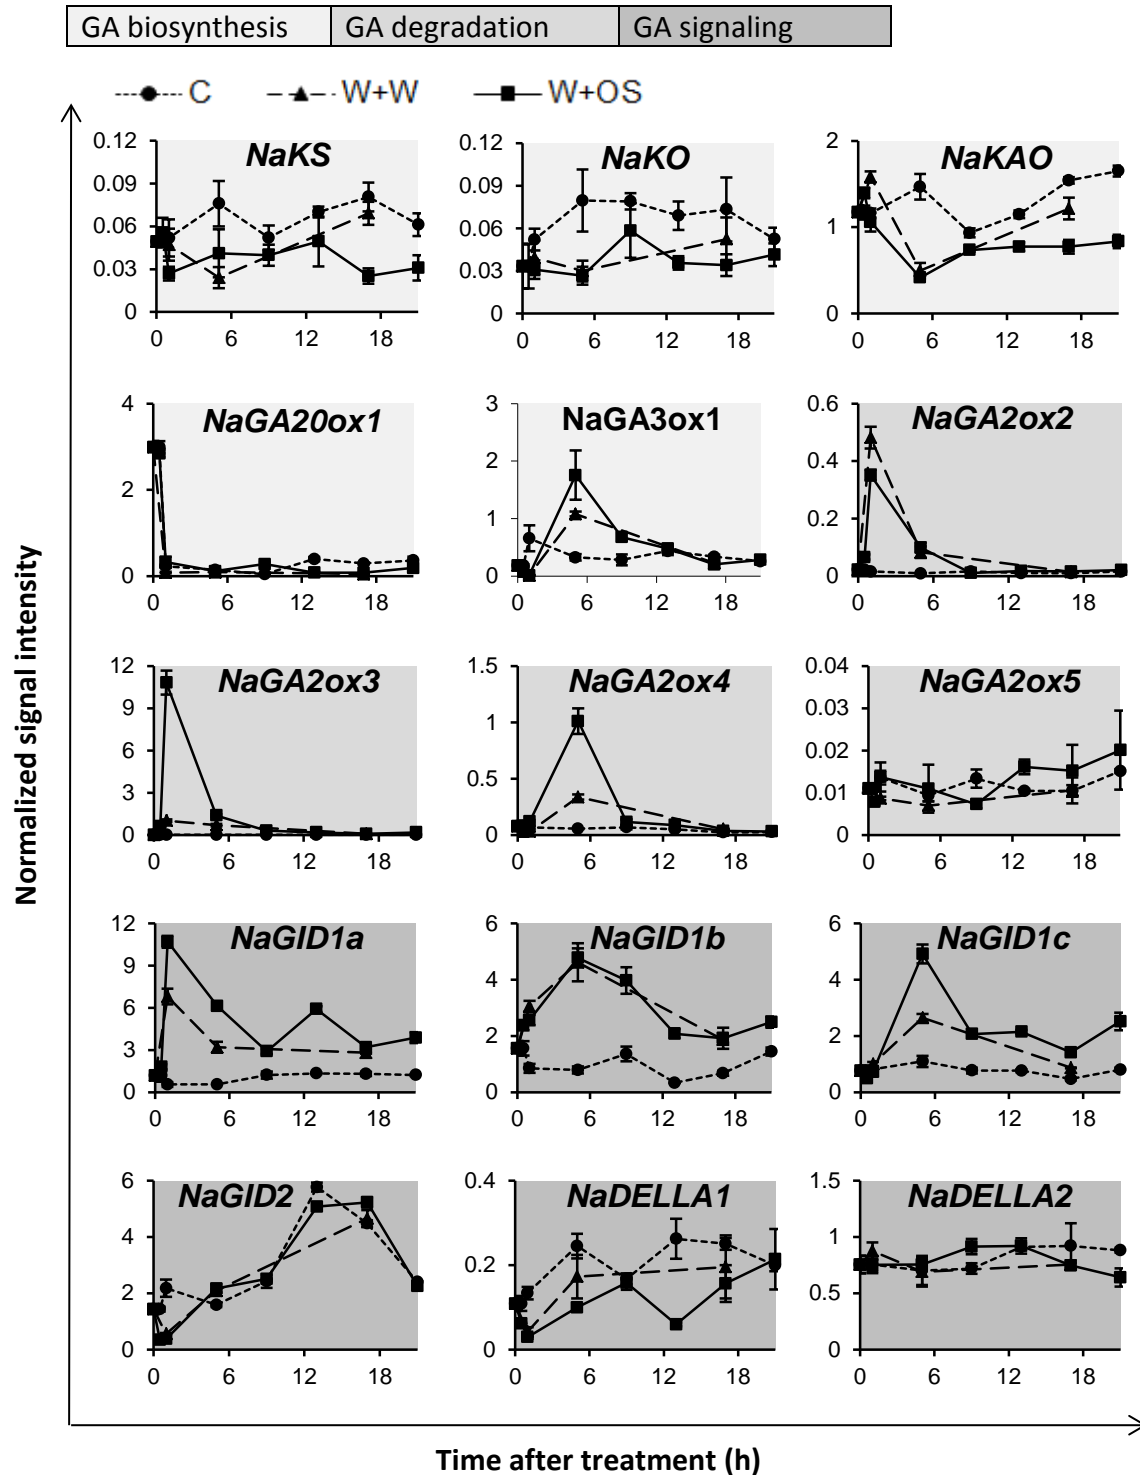 GA biosynthesis GA degradation GA signaling
C W+W W+OS
NaKS NaKO NaKAO
0.12 0.12 2
0.09 0.09
0.06 0.06 1
0.03 0.03
0 0 0
0 6 12 18 0 6 12 18 0 6 12 18
NaGA20ox1 NaGA3ox1 NaGA2ox2
4 3 0.6
2 0.4
2 1 0.2
0 0 0
0 6 12 18 0 6 12 18 0 6 12 18
NaGA2ox3 NaGA2ox4 NaGA2ox5
12 1.5 0.04
9 1 0.03
6 0.02
3 0.5 0.01
0 0 0
0 6 12 18 0 6 12 18 0 6 12 18
NaGID1a NaGID1b NaGID1c
12 6 6
9 4 4
6
3 2 2
0 0 0
0 6 12 18 0 6 12 18 0 6 12 18
NaGID2 NaDELLA1 NaDELLA2
6 0.4 1.5
4 1
2 0.2 0.5
0 0 0
0 6 12 18 0 6 12 18 0 6 12 18
Normalized signal intensity
Time after treatment (h)